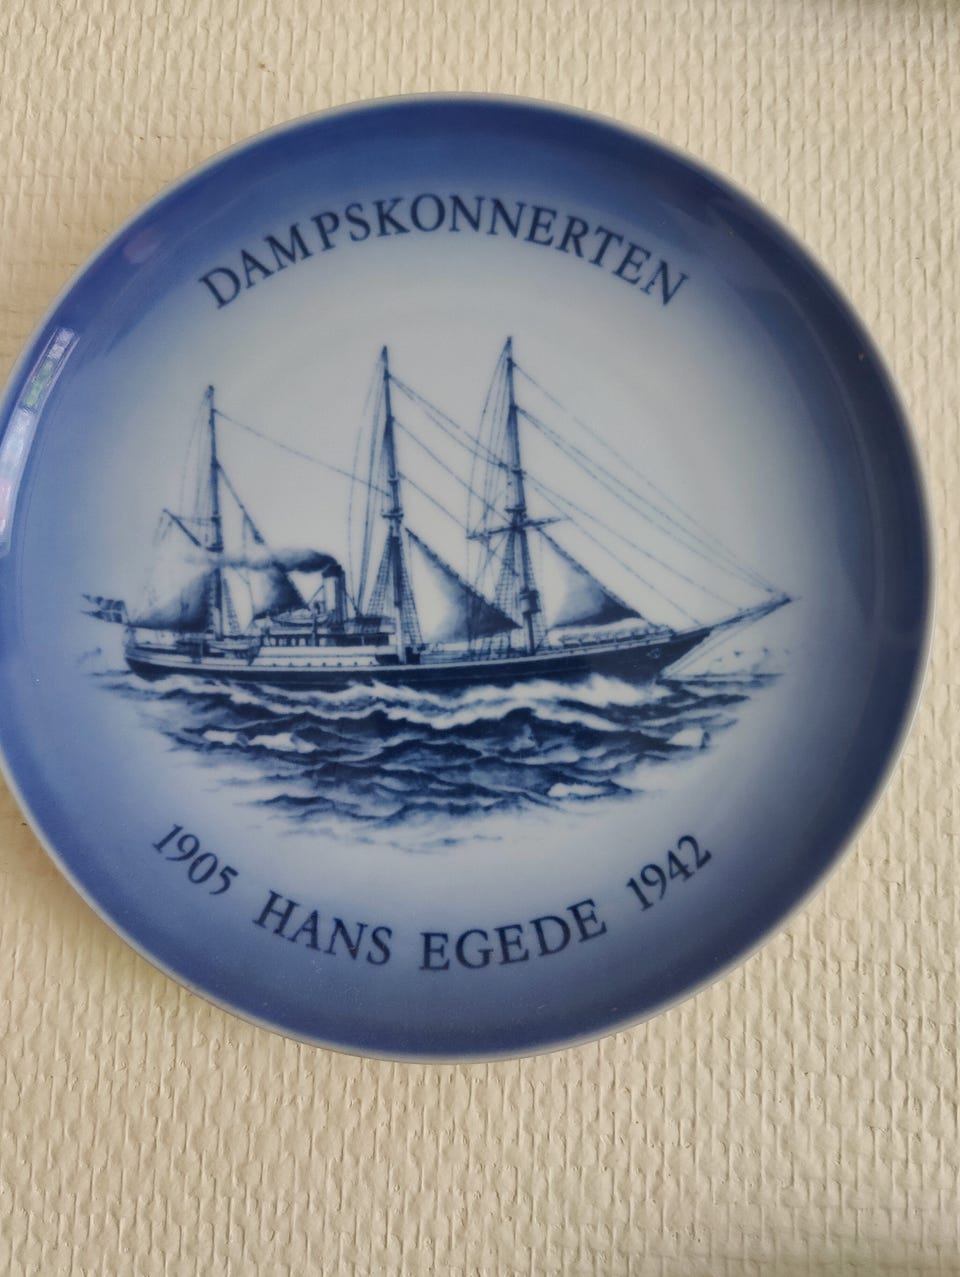 DAMPSKONNERTEN
1905 HANS EGEDE 1942